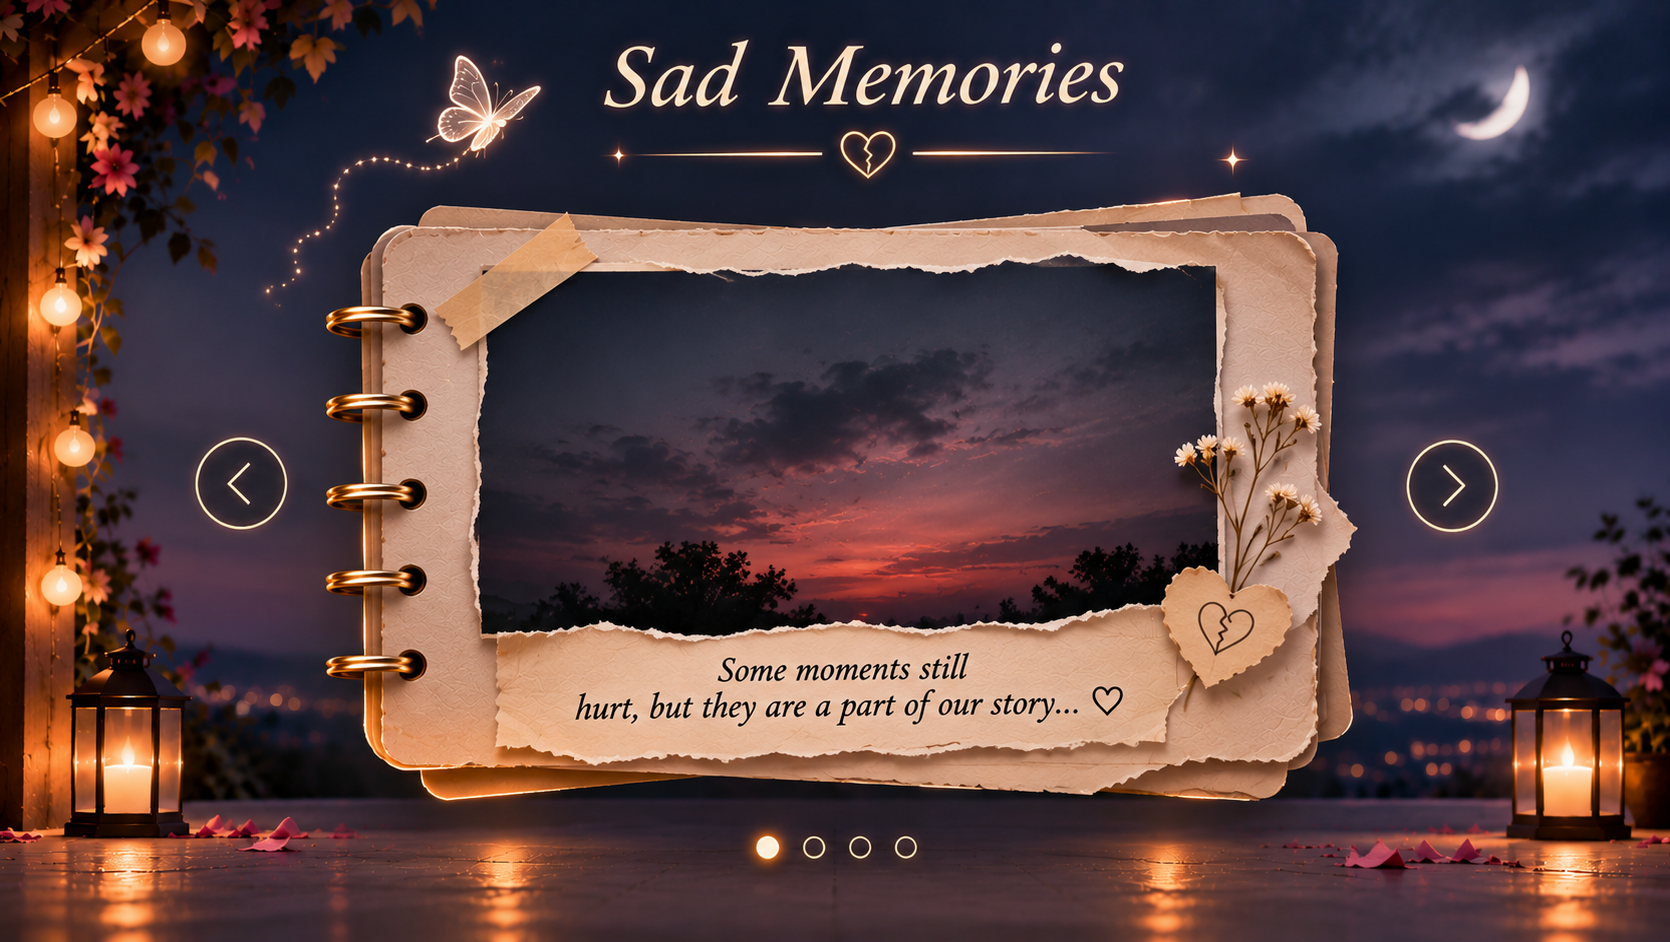 Sad Memories
Some moments still
hurt, but they are a part of our story... ♡